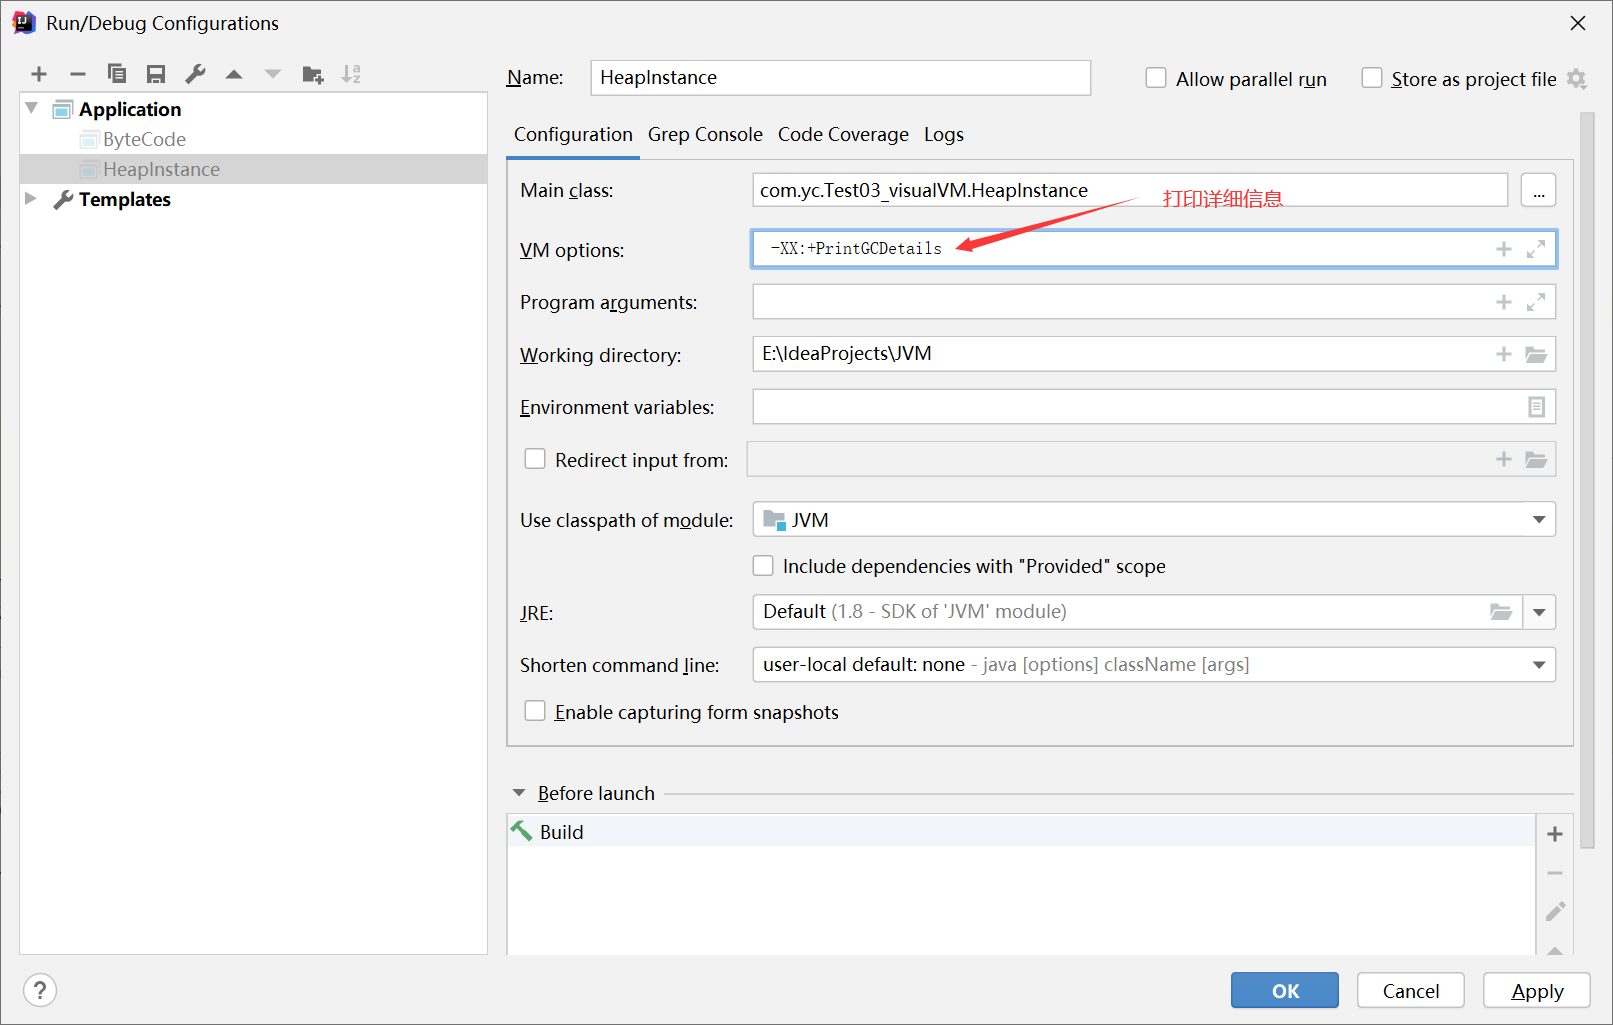 Run/Debug Configurations
Name:
HeapInstance
Allow parallel run
Store as project file
Application
ByteCode
HeapInstance
Templates
Configuration
Grep Console
Code Coverage
Logs
Main class:
com.yc.Test03_visualVM.HeapInstance
...
打印详细信息
VM options:
-XX:+PrintGCDetails
Program arguments:
Working directory:
E:\IdeaProjects\JVM
Environment variables:
Redirect input from:
Use classpath of module:
JVM
Include dependencies with "Provided" scope
JRE:
Default (1.8 - SDK of 'JVM' module)
Shorten command line:
user-local default: none - java [options] className [args]
Enable capturing form snapshots
Before launch
Build
?
OK
Cancel
Apply